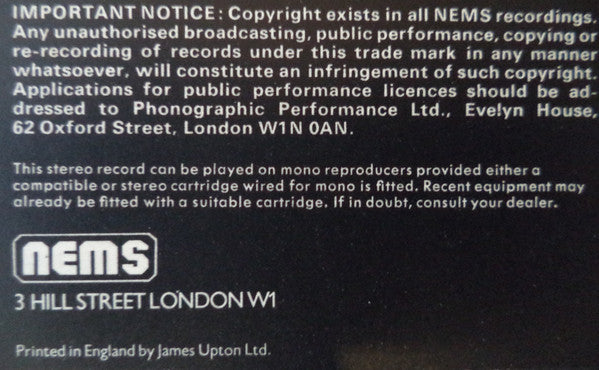 IMPORTANT NOTICE: Copyright exists in all NEMS recordings.
Any unauthorised broadcasting, public performance, copying or
re-recording of records under this trade mark in any manner
whatsoever, will constitute an infringement of such copyright.
Applications for public performance licences should be ad-
dressed to Phonographic Performance Ltd., Evelyn House,
62 Oxford Street, London W1N 0AN.
This stereo record can be played on mono reproducers provided either a
compatible or stereo cartridge wired for mono is fitted. Recent equipment may
already be fitted with a suitable cartridge. If in doubt, consult your dealer.
nems
3 HILL STREET LONDON W1
Printed in England by James Upton Ltd.